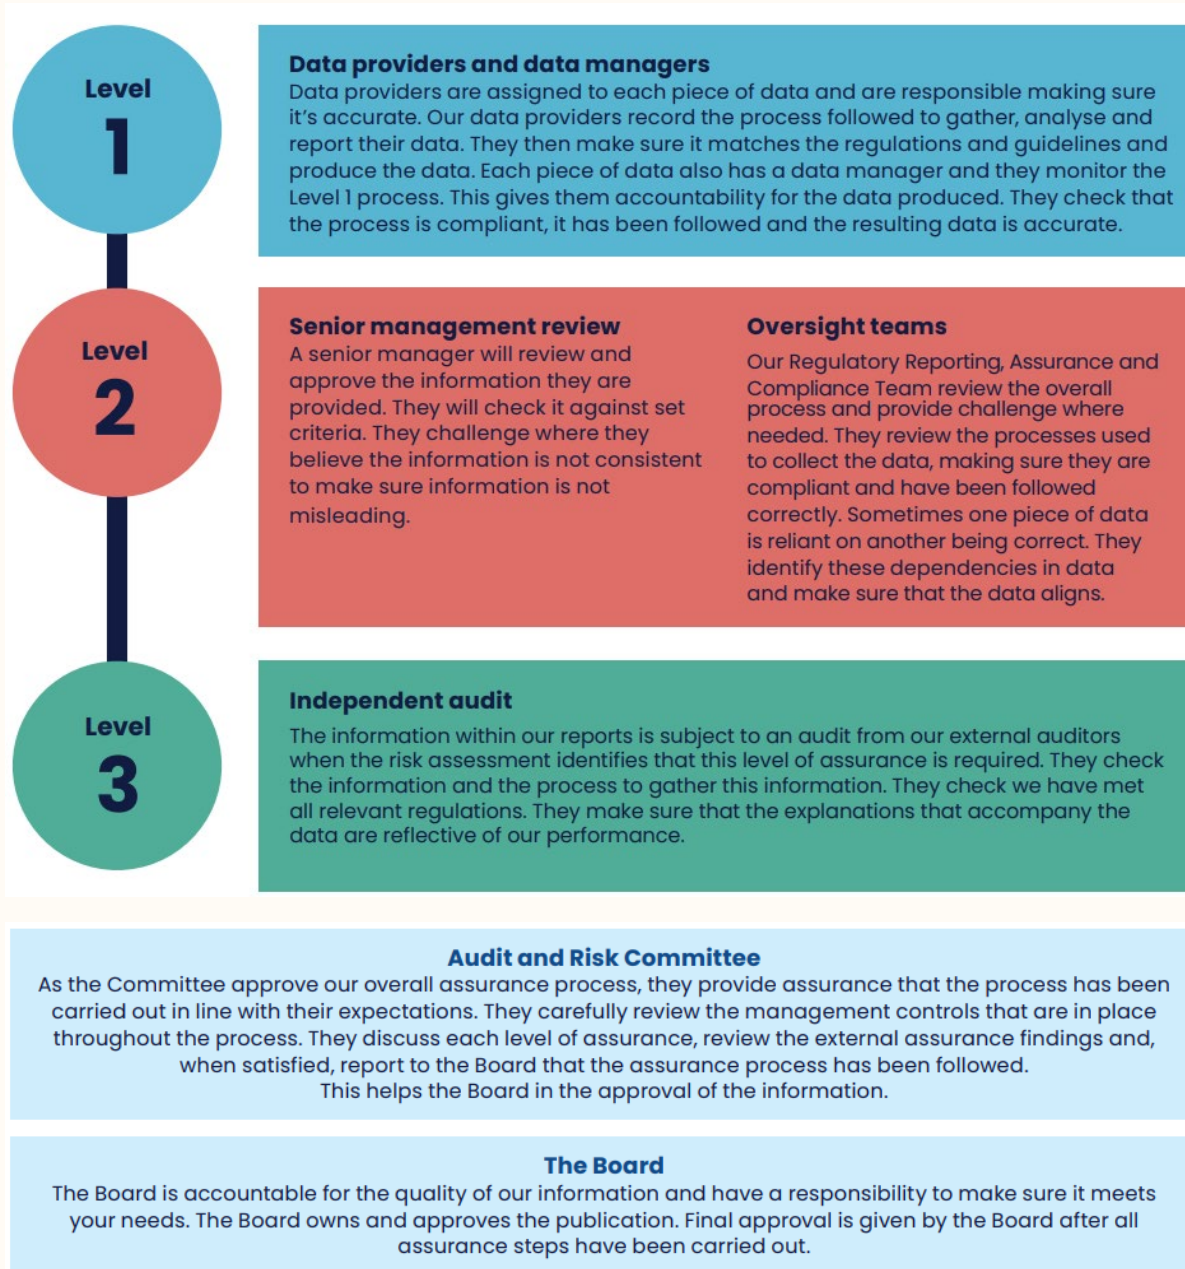 Level
1
Data providers and data managers
Data providers are assigned to each piece of data and are responsible making sure
it's accurate. Our data providers record the process followed to gather, analyse and
report their data. They then make sure it matches the regulations and guidelines and
produce the data. Each piece of data also has a data manager and they monitor the
Level 1 process. This gives them accountability for the data produced. They check that
the process is compliant, it has been followed and the resulting data is accurate.
Level
2
Senior management review
A senior manager will review and
approve the information they are
provided. They will check it against set
criteria. They challenge where they
believe the information is not consistent
to make sure information is not
misleading.
Oversight teams
Our Regulatory Reporting, Assurance and
Compliance Team review the overall
process and provide challenge where
needed. They review the processes used
to collect the data, making sure they are
compliant and have been followed
correctly. Sometimes one piece of data
is reliant on another being correct. They
identify these dependencies in data
and make sure that the data aligns.
Level
3
Independent audit
The information within our reports is subject to an audit from our external auditors
when the risk assessment identifies that this level of assurance is required. They check
the information and the process to gather this information. They check we have met
all relevant regulations. They make sure that the explanations that accompany the
data are reflective of our performance.
Audit and Risk Committee
As the Committee approve our overall assurance process, they provide assurance that the process has been
carried out in line with their expectations. They carefully review the management controls that are in place
throughout the process. They discuss each level of assurance, review the external assurance findings and,
when satisfied, report to the Board that the assurance process has been followed.
This helps the Board in the approval of the information.
The Board
The Board is accountable for the quality of our information and have a responsibility to make sure it meets
your needs. The Board owns and approves the publication. Final approval is given by the Board after all
assurance steps have been carried out.